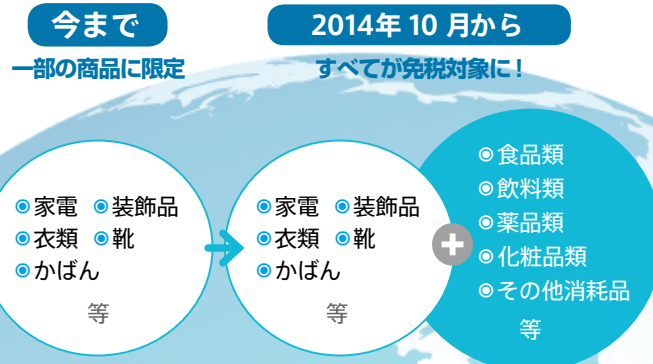 今まで
一部の商品に限定
◉家電 ◉装飾品
◉衣類 ◉靴
◉かばん
等
2014年 10 月から
すべてが免税対象に!
◉家電 ◉装飾品
◉衣類 ◉靴
◉かばん
等
+
◉食品類
◉飲料類
◉薬品類
◉化粧品類
◉その他消耗品
等